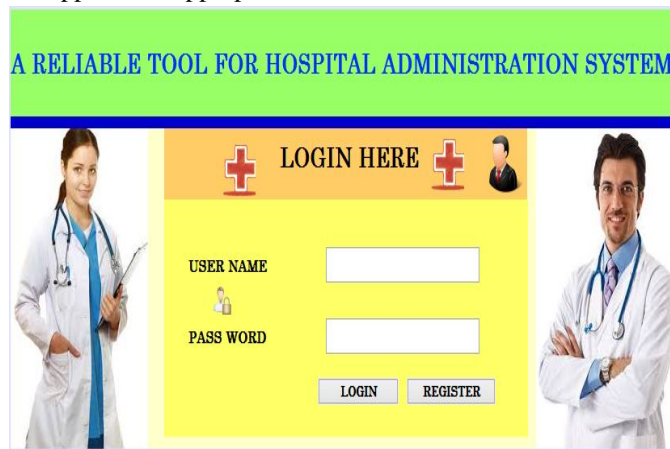 A RELIABLE TOOL FOR HOSPITAL ADMINISTRATION SYSTEM
LOGIN HERE
USER NAME
PASS WORD
LOGIN REGISTER